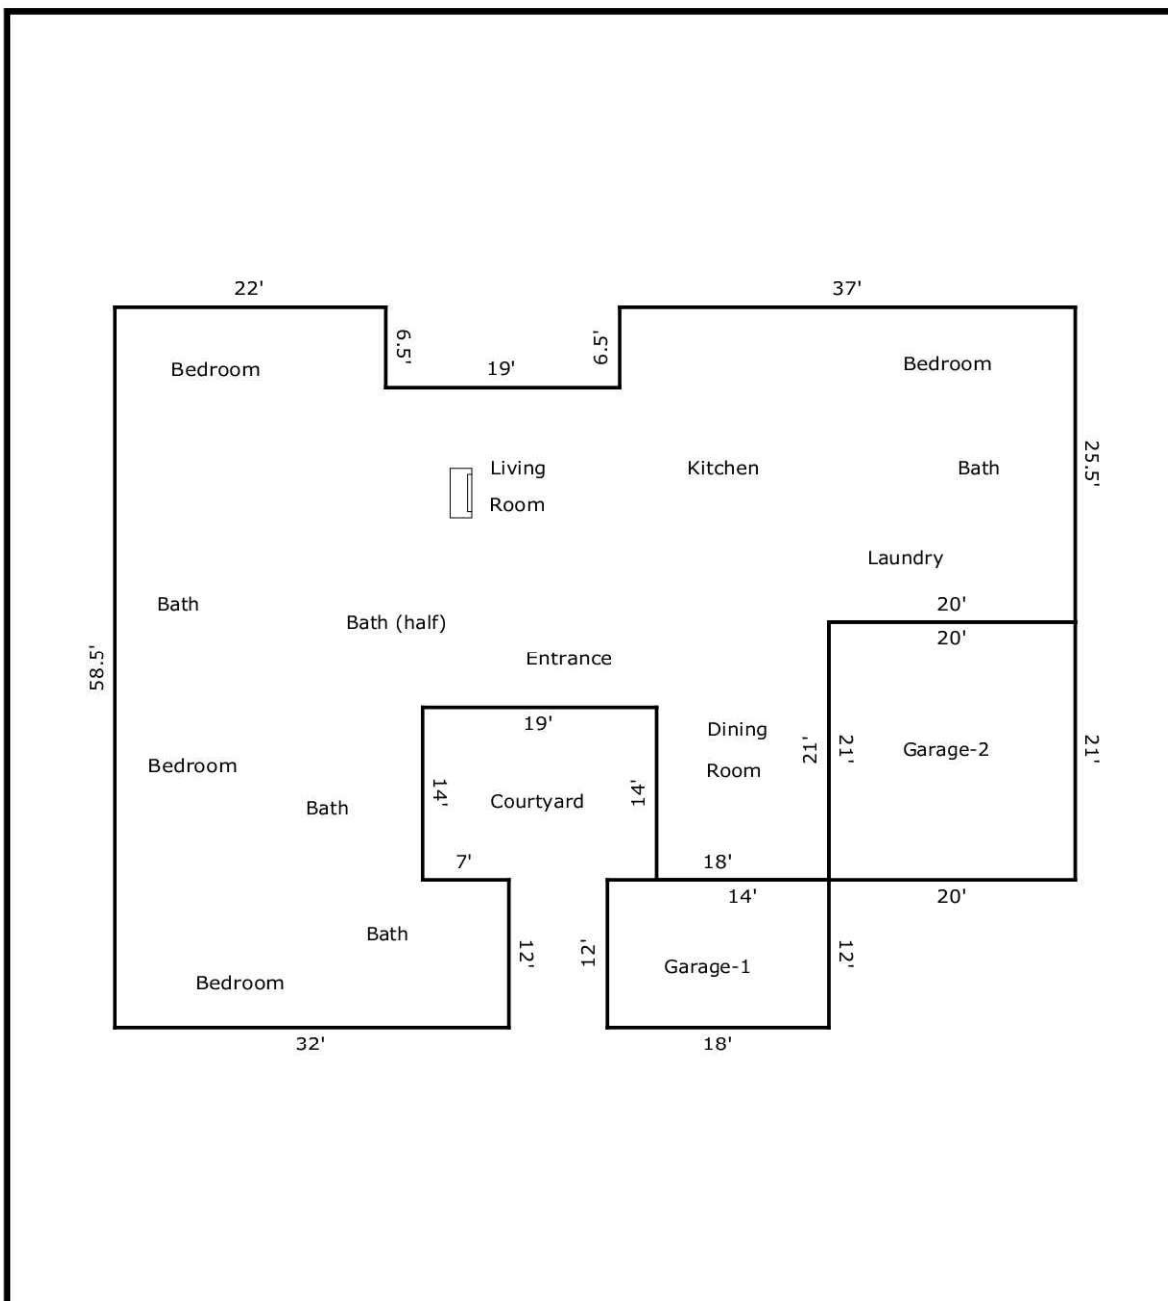 22'
37'
6.5'
6.5'
19'
Bedroom
Bedroom
Living
Kitchen
Bath
25.5'
Room
Laundry
Bath
20'
Bath (half)
20'
Entrance
58.5'
19'
Dining
21'
21'
Garage-2
21'
Room
Bedroom
14'
14'
Courtyard
Bath
7'
18'
14'
20'
Bath
12'
12'
Garage-1
12'
Bedroom
32'
18'